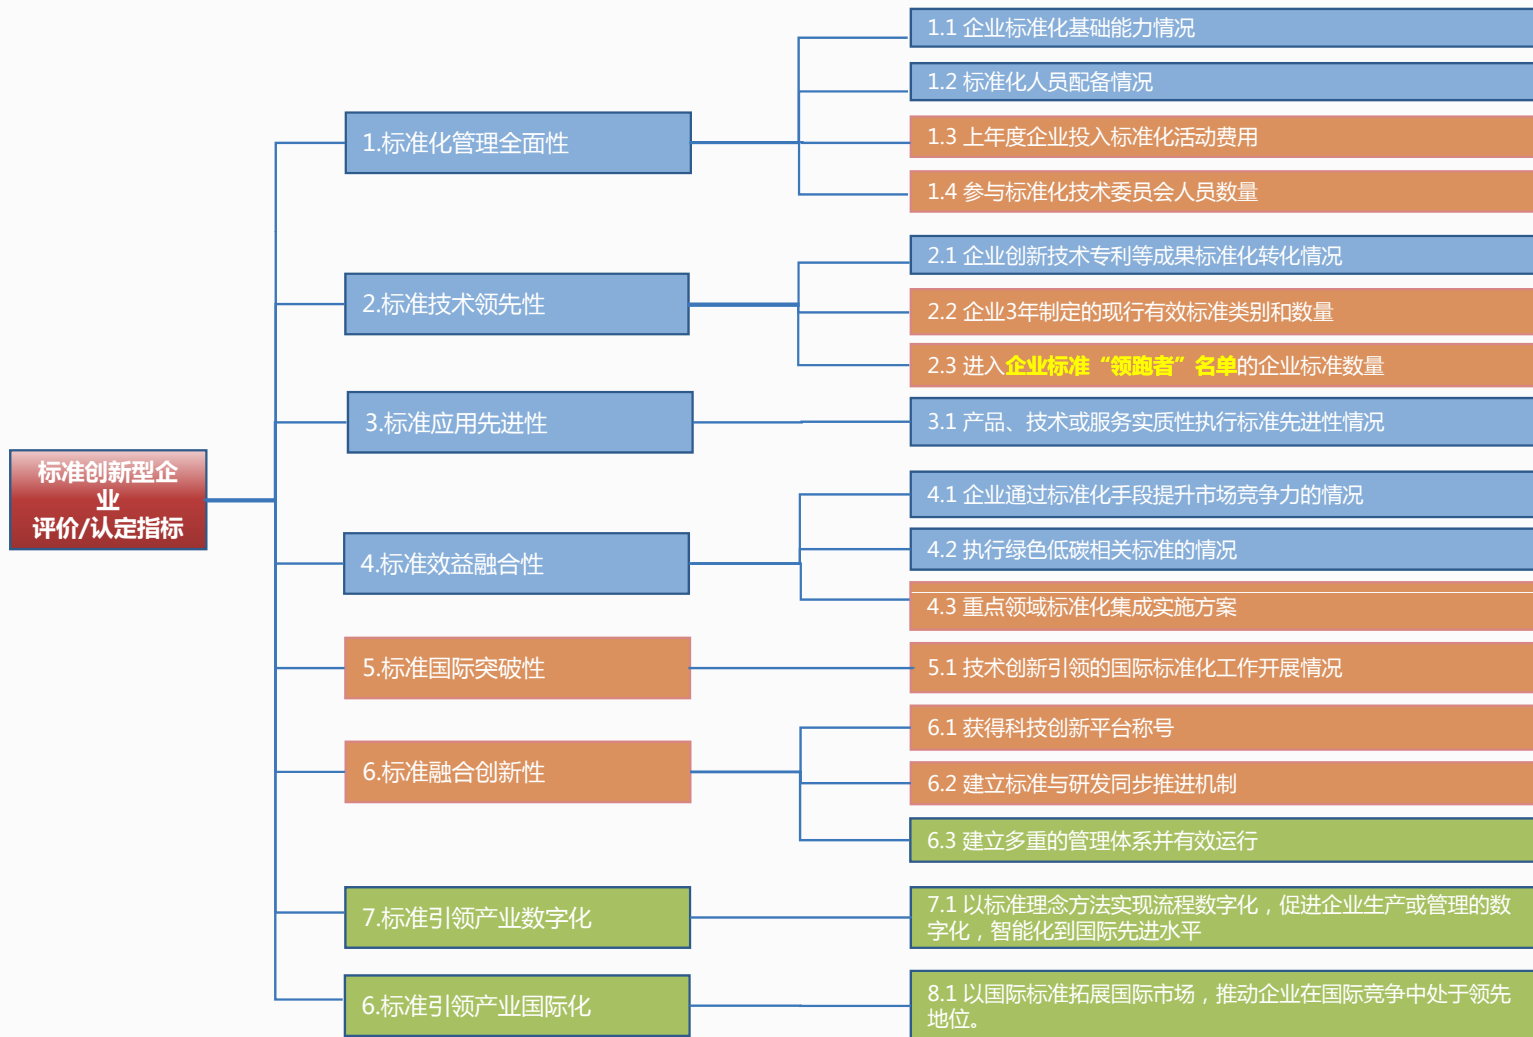 标准创新型企
业
评价/认定指标
1.标准化管理全面性
1.1 企业标准化基础能力情况
1.2 标准化人员配备情况
1.3 上年度企业投入标准化活动费用
1.4 参与标准化技术委员会人员数量
2.标准技术领先性
2.1 企业创新技术专利等成果标准化转化情况
2.2 企业3年制定的现行有效标准类别和数量
2.3 进入企业标准“领跑者”名单的企业标准数量
3.标准应用先进性
3.1 产品、技术或服务实质性执行标准先进性情况
4.标准效益融合性
4.1 企业通过标准化手段提升市场竞争力的情况
4.2 执行绿色低碳相关标准的情况
4.3 重点领域标准化集成实施方案
5.标准国际突破性
5.1 技术创新引领的国际标准化工作开展情况
6.标准融合创新性
6.1 获得科技创新平台称号
6.2 建立标准与研发同步推进机制
6.3 建立多重的管理体系并有效运行
7.标准引领产业数字化
7.1 以标准理念方法实现流程数字化，促进企业生产或管理的数
字化，智能化到国际先进水平
6.标准引领产业国际化
8.1 以国际标准拓展国际市场，推动企业在国际竞争中处于领先
地位。